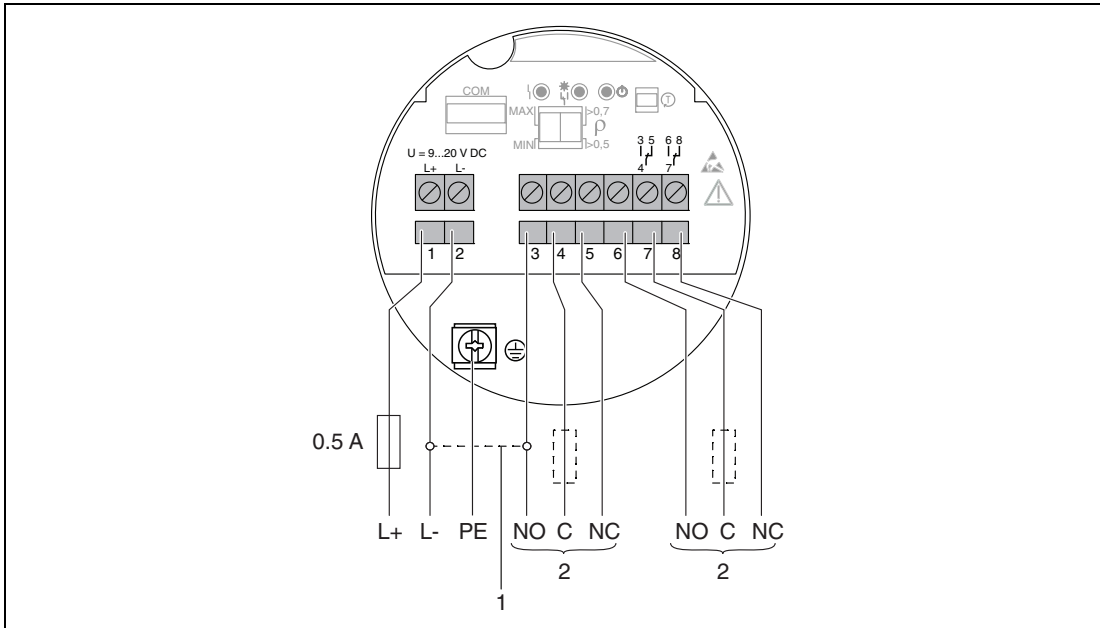 COM
MAX >0,7
ρ
MIN >0,5
T
U = 9...20 V DC
L+ L-
3 5 6 8
4 7
1 2 3 4 5 6 7 8
0.5 A
L+ L- PE NO C NC NO C NC
2 2
1